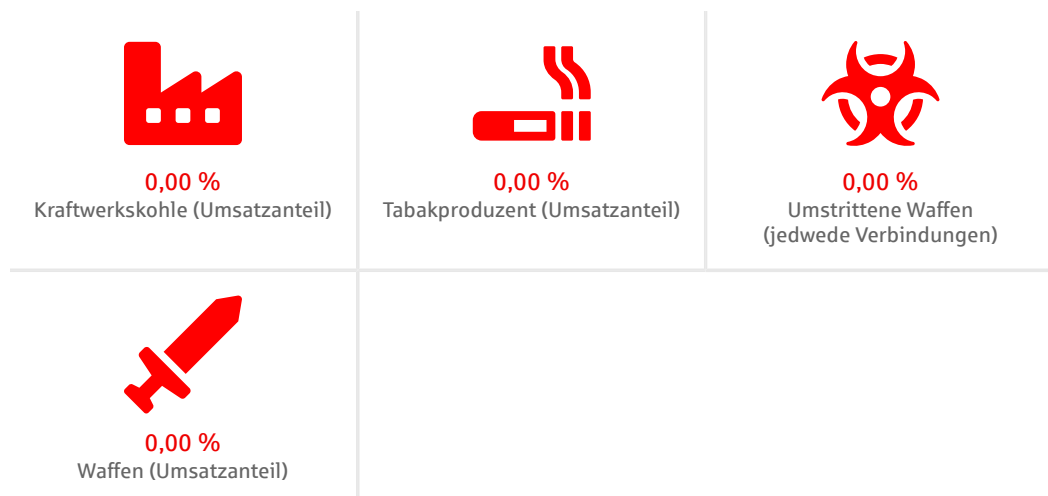 0,00 %
Kraftwerkskohle (Umsatzanteil)
0,00 %
Tabakproduzent (Umsatzanteil)
0,00 %
Umstrittene Waffen
(jedwede Verbindungen)
0,00 %
Waffen (Umsatzanteil)